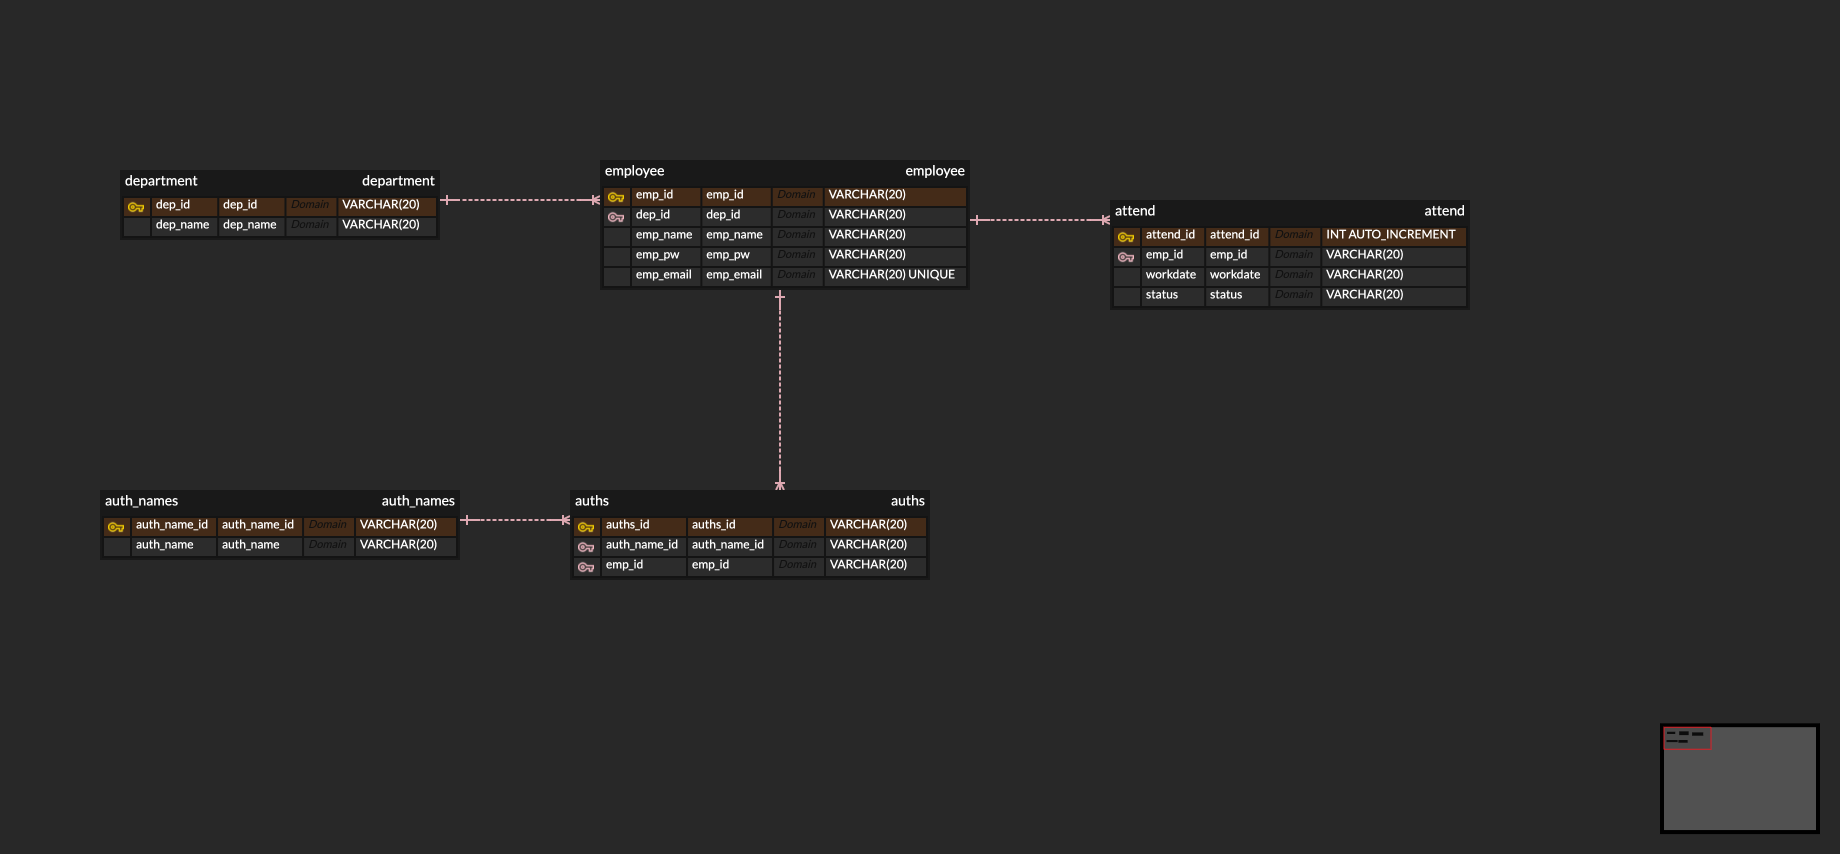 department department
dep_id dep_id Domain VARCHAR(20)
dep_name dep_name Domain VARCHAR(20)
employee employee
emp_id emp_id Domain VARCHAR(20)
dep_id dep_id Domain VARCHAR(20)
emp_name emp_name Domain VARCHAR(20)
emp_pw emp_pw Domain VARCHAR(20)
emp_email emp_email Domain VARCHAR(20) UNIQUE
attend attend
attend_id attend_id Domain INT AUTO_INCREMENT
emp_id emp_id Domain VARCHAR(20)
workdate workdate Domain VARCHAR(20)
status status Domain VARCHAR(20)
auth_names auth_names
auth_name_id auth_name_id Domain VARCHAR(20)
auth_name auth_name Domain VARCHAR(20)
auths auths
auths_id auths_id Domain VARCHAR(20)
auth_name_id auth_name_id Domain VARCHAR(20)
emp_id emp_id Domain VARCHAR(20)